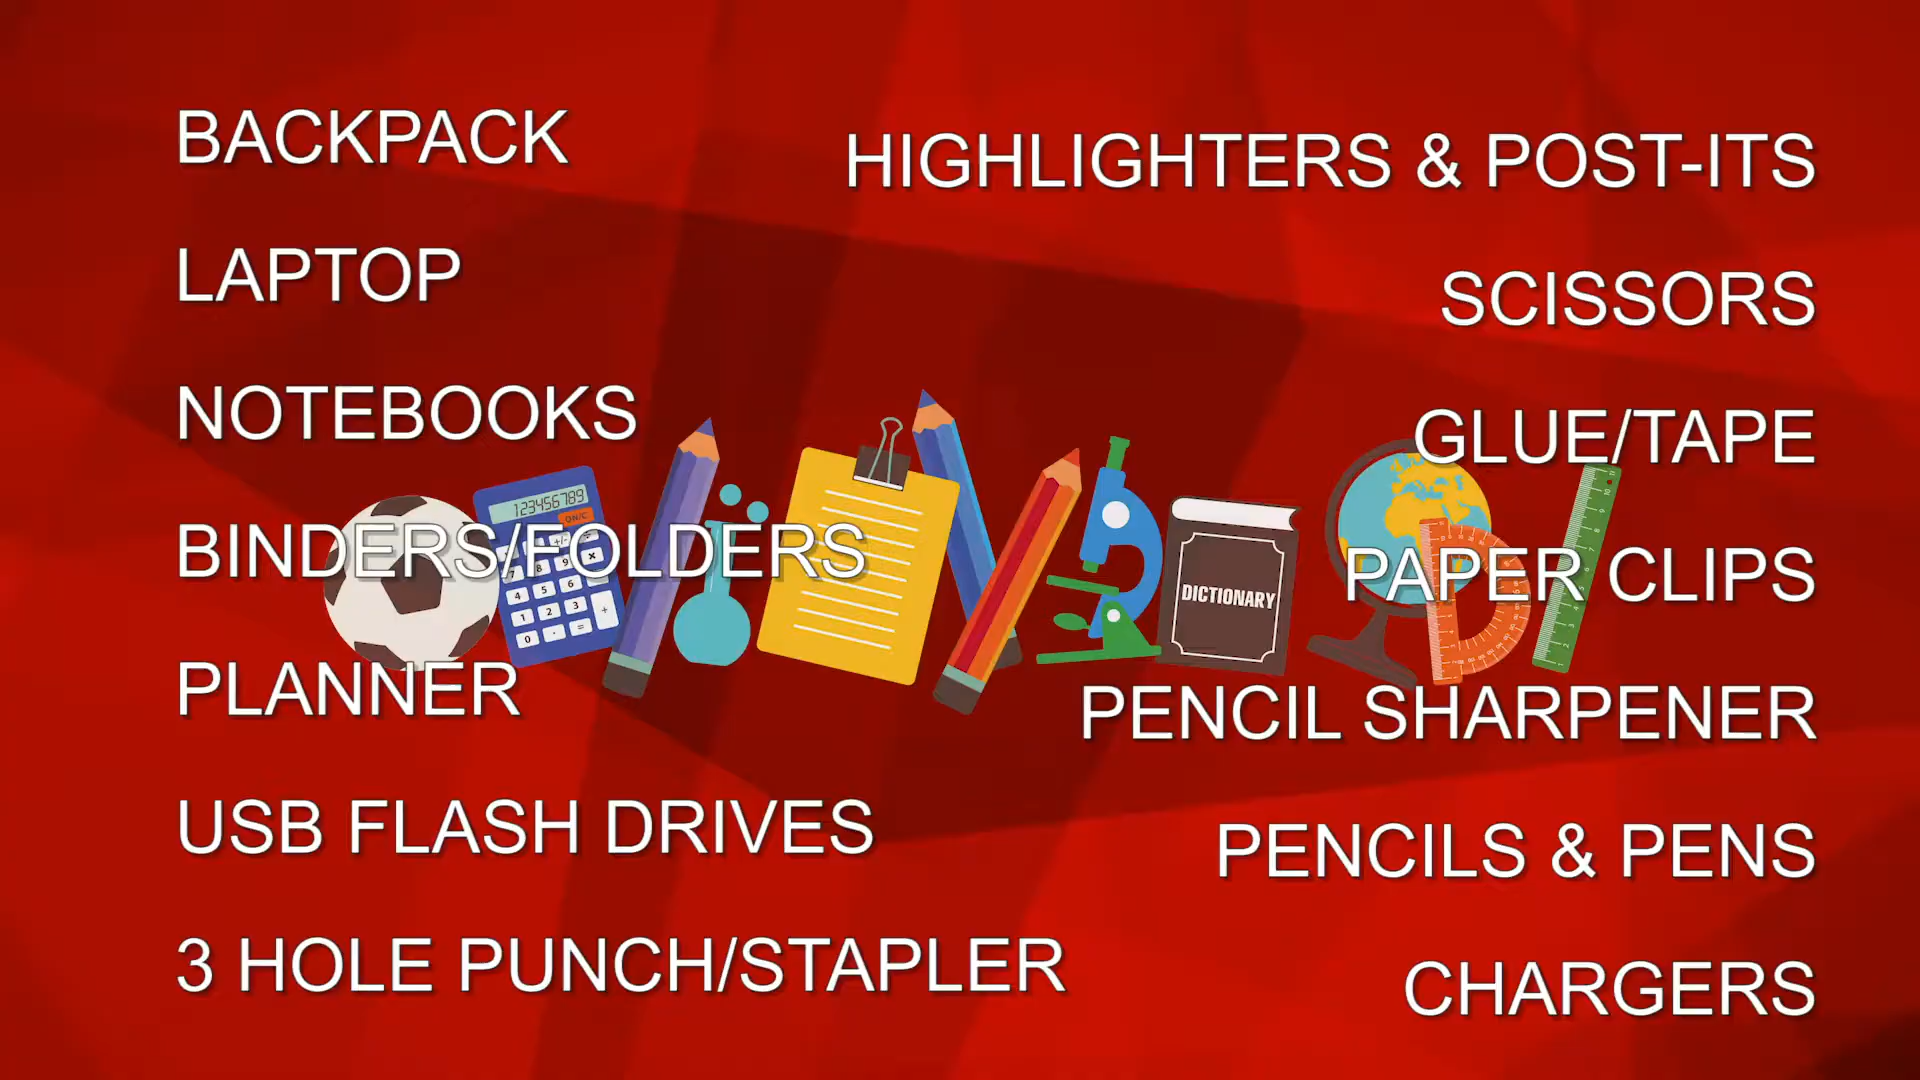 BACKPACK
LAPTOP
NOTEBOOKS
BINDERS/FOLDERS
PLANNER
USB FLASH DRIVES
3 HOLE PUNCH/STAPLER
HIGHLIGHTERS & POST-ITS
SCISSORS
GLUE/TAPE
PAPER CLIPS
PENCIL SHARPENER
PENCILS & PENS
CHARGERS
123456789
ON/C
DICTIONARY